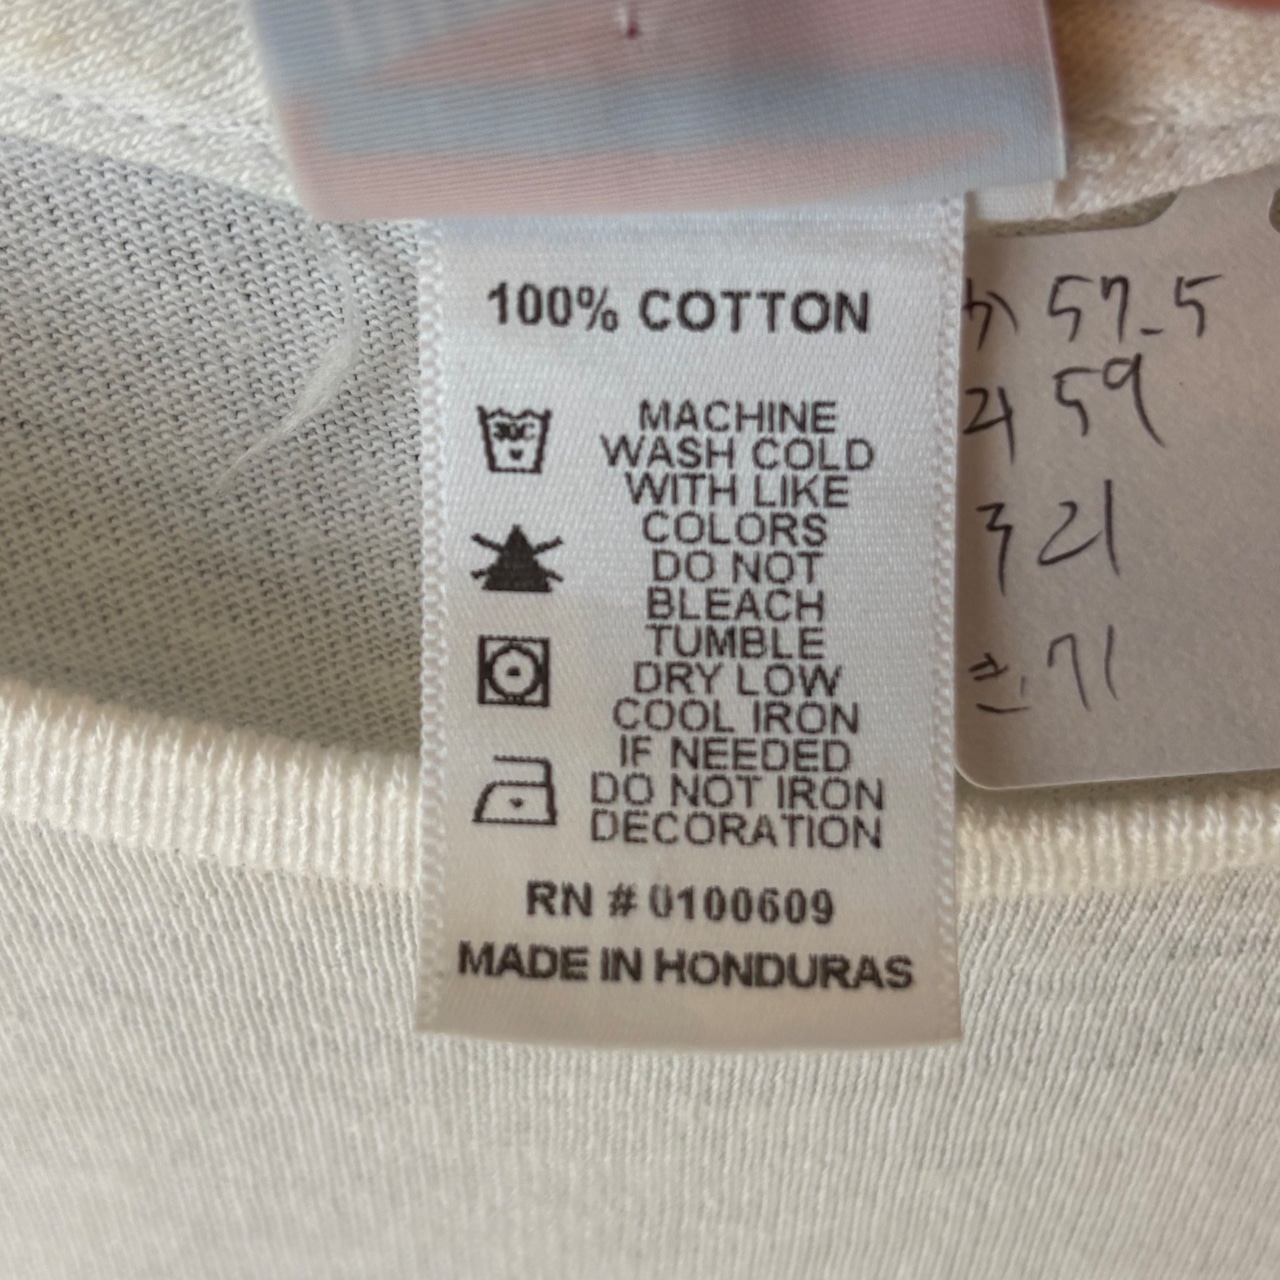 100% COTTON
30C
MACHINE
WASH COLD
WITH LIKE
COLORS
DO NOT
BLEACH
TUMBLE
DRY LOW
COOL IRON
IF NEEDED
DO NOT IRON
DECORATION
RN # 0100609
MADE IN HONDURAS
57.5
59
21
71